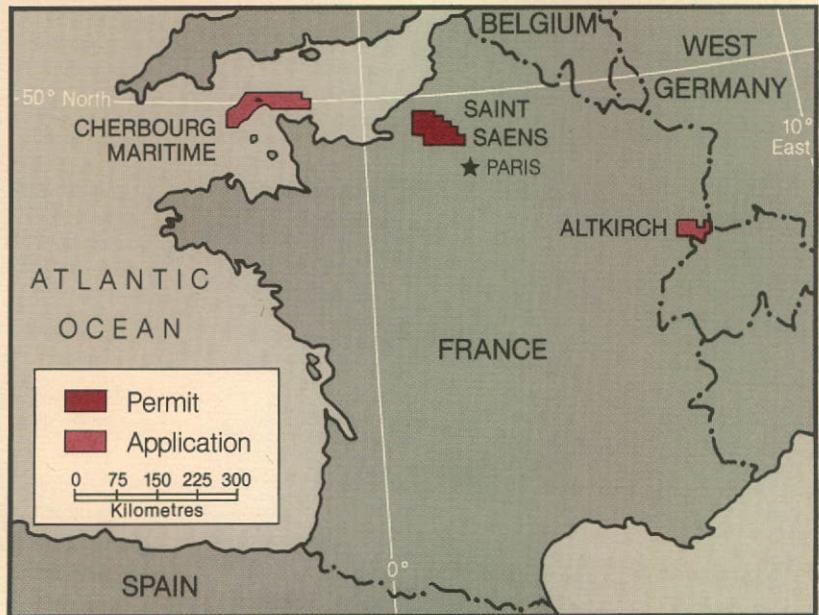 BELGIUM
WEST
GERMANY
50° North
CHERBOURG
MARITIME
SAINT
SAENS
PARIS
10°
East
ALTKIRCH
ATLANTIC
OCEAN
FRANCE
Permit
Application
0 75 150 225 300
Kilometres
0°
SPAIN